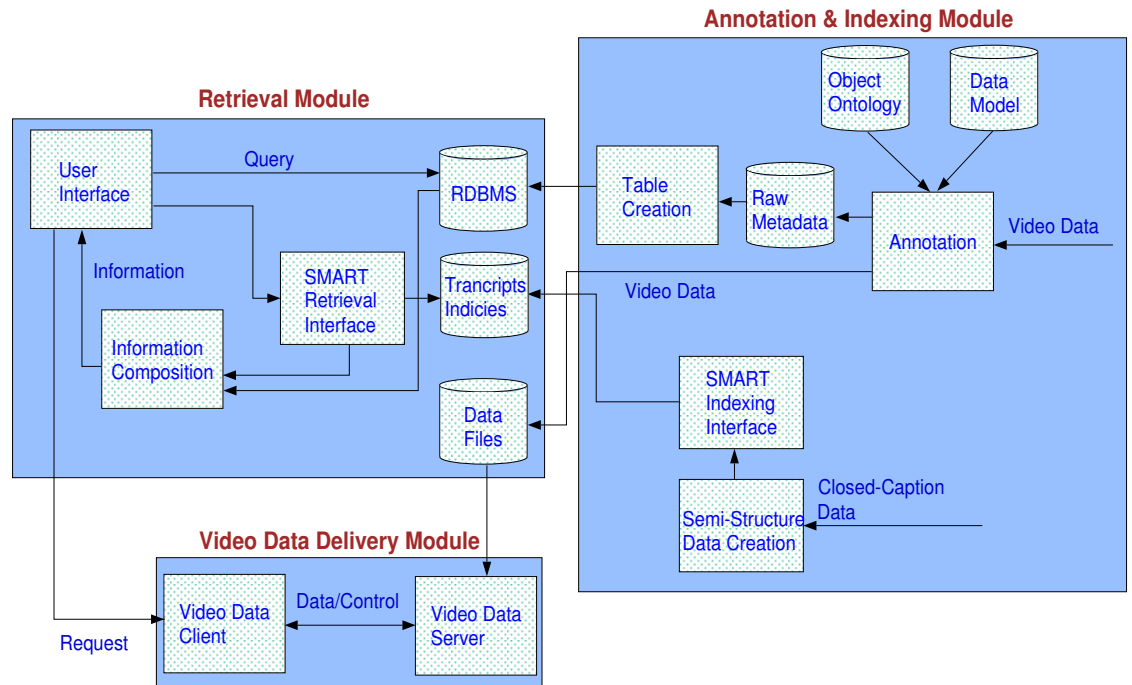 Annotation & Indexing Module
Object
Ontology
Data
Model
Retrieval Module
User
Interface
Query
RDBMS
Table
Creation
Raw
Metadata
Annotation
Video Data
Information
SMART
Retrieval
Interface
Trancripts
Indicies
Video Data
Information
Composition
Data
Files
SMART
Indexing
Interface
Closed-Caption
Data
Semi-Structure
Data Creation
Video Data Delivery Module
Video Data
Client
Data/Control
Video Data
Server
Request